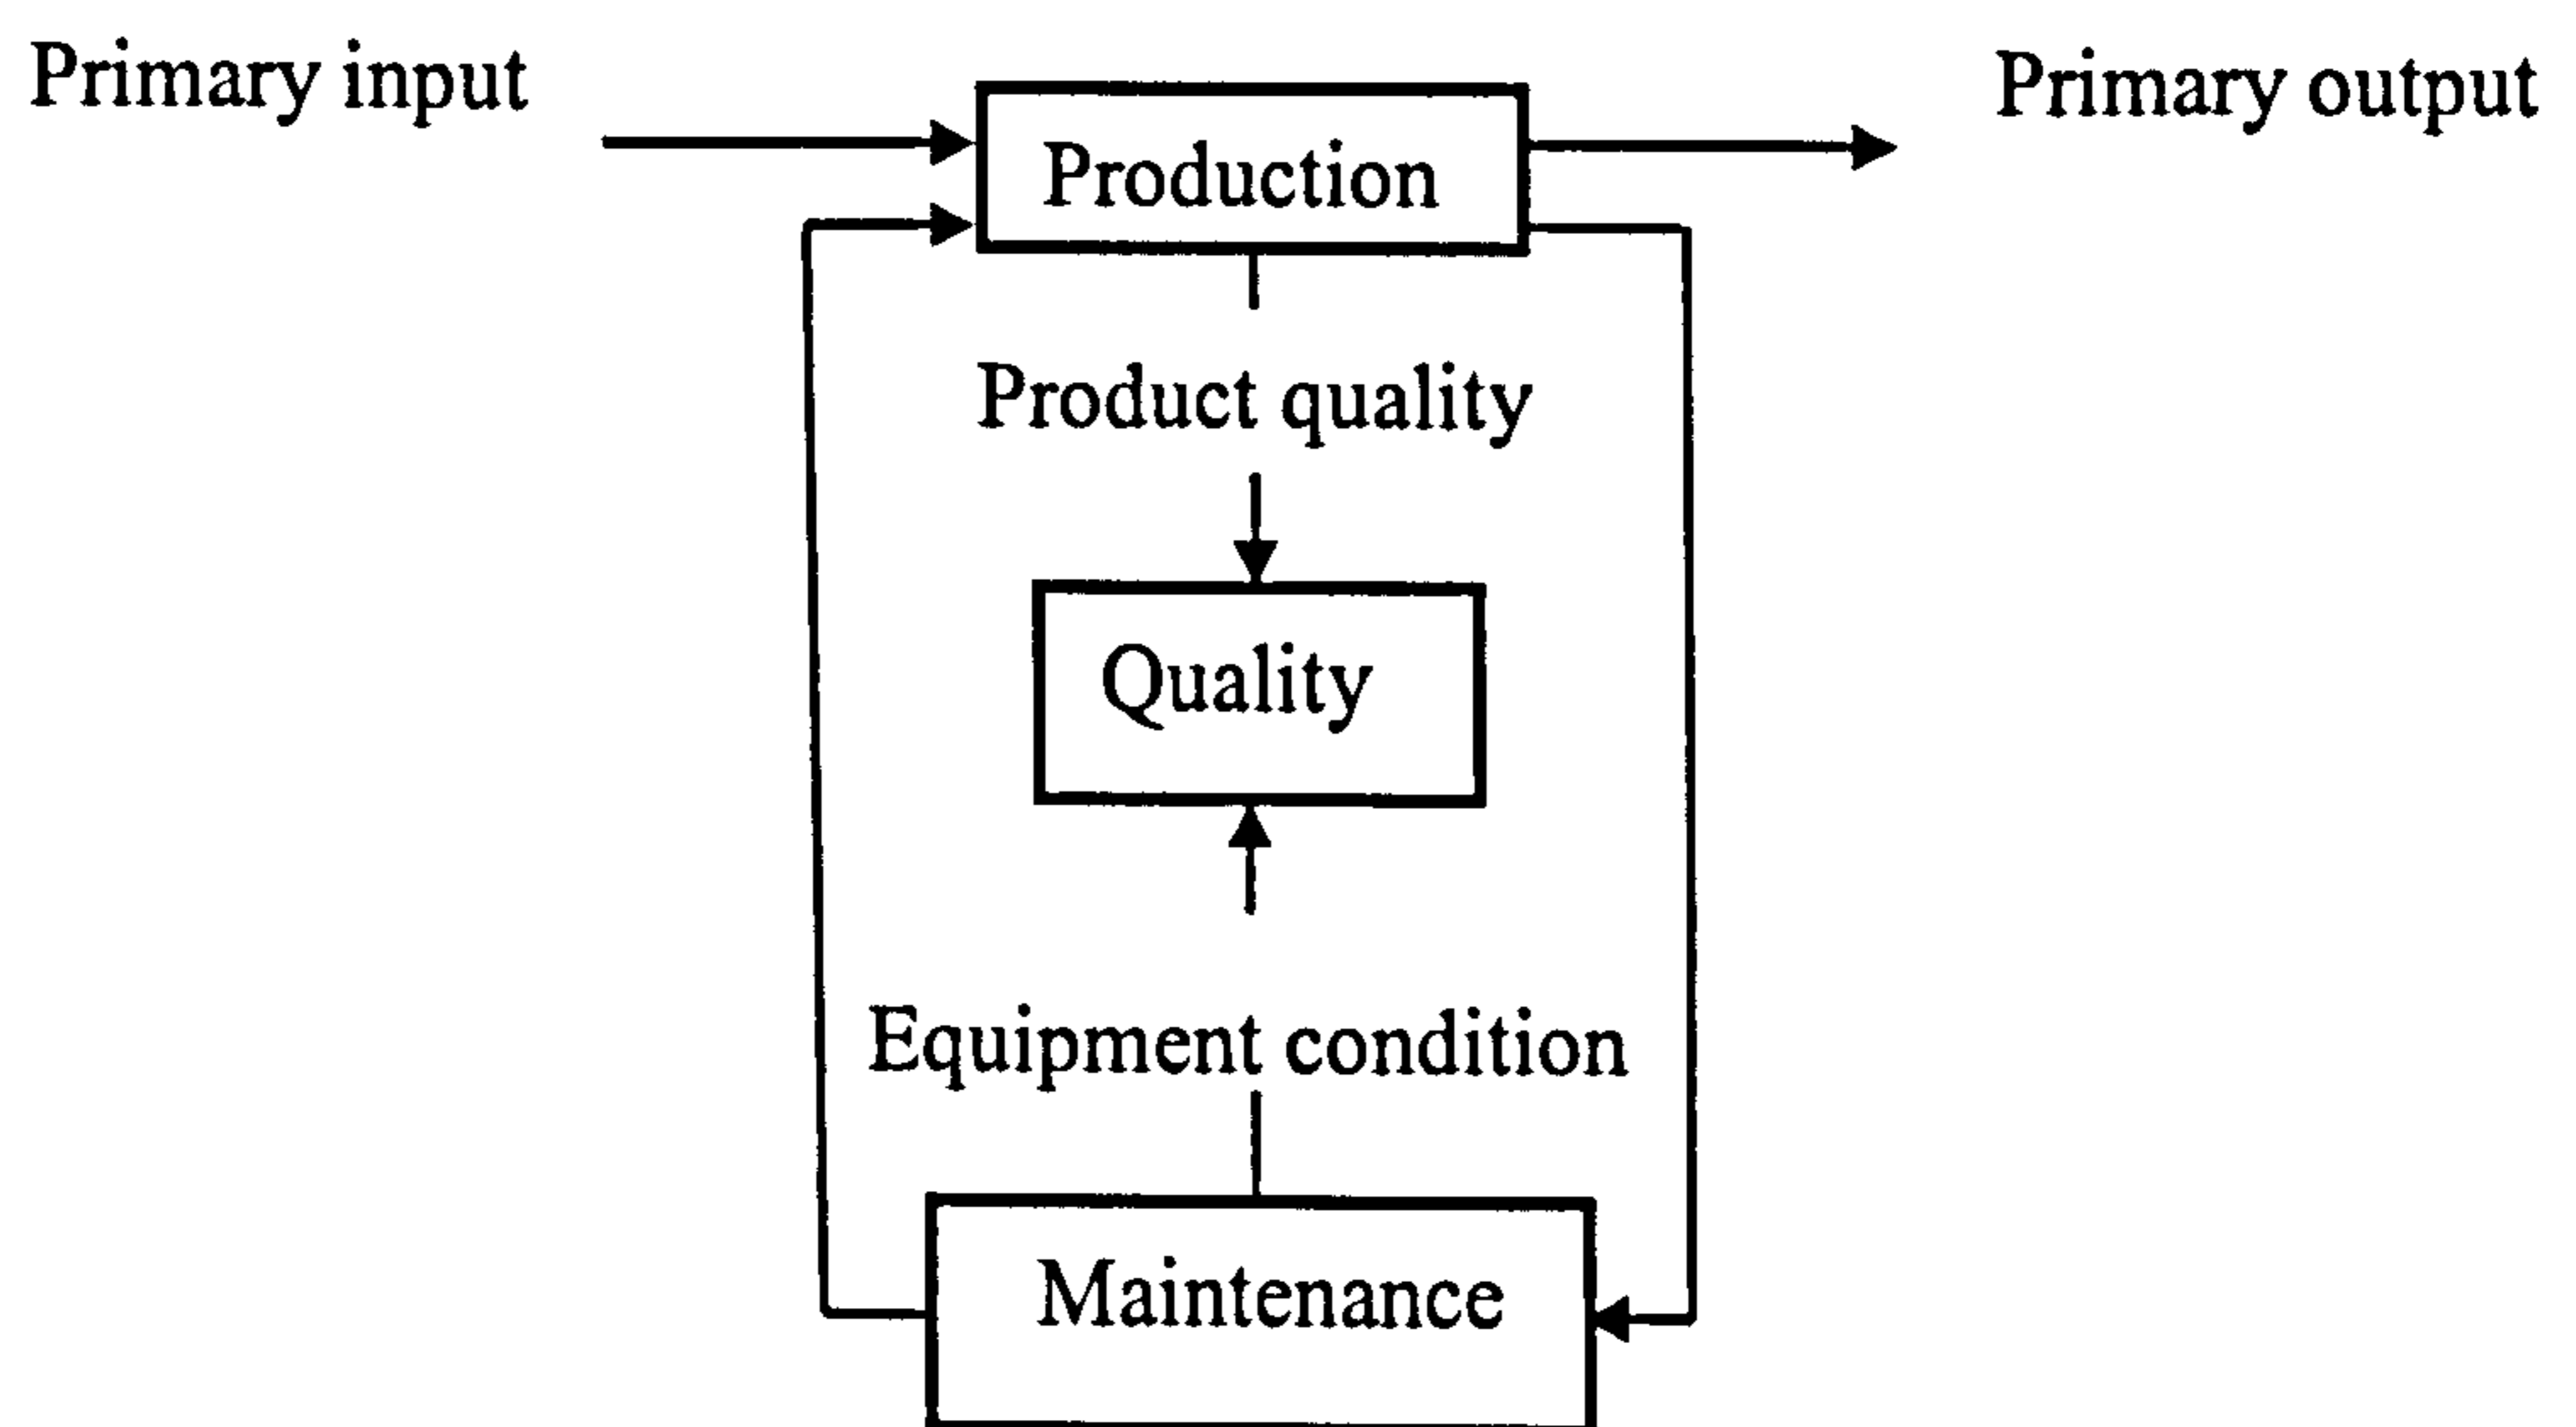 Primary input
Primary output
Production
Product quality
Quality
Equipment condition
Maintenance